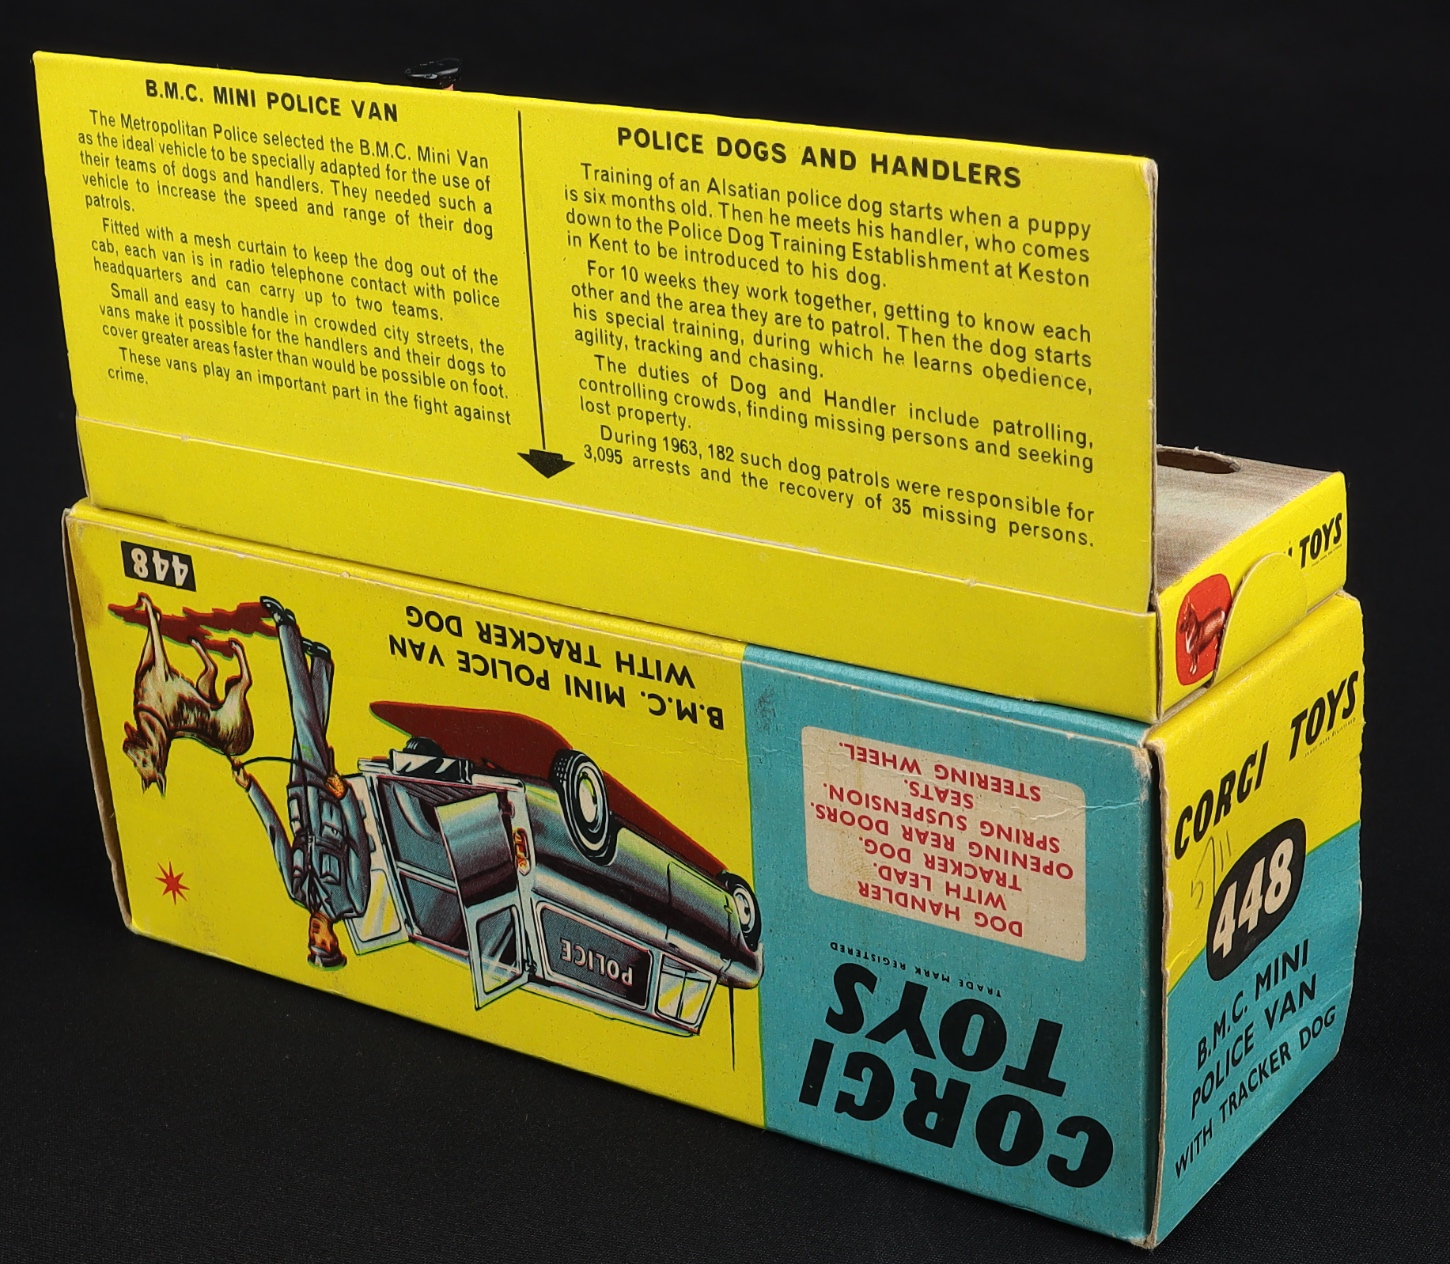 B.M.C. MINI POLICE VAN
The Metropolitan Police selected the B.M.C. Mini Van
as the ideal vehicle to be specially adapted for the use of
their teams of dogs and handlers. They needed such a
vehicle to increase the speed and range of their dog
patrols.
Fitted with a mesh curtain to keep the dog out of the
cab, each van is in radio telephone contact with police
headquarters and can carry up to two teams.
Small and easy to handle in crowded city streets, the
vans make it possible for the handlers and their dogs to
cover greater areas faster than would be possible on foot.
These vans play an important part in the fight against
crime.
POLICE DOGS AND HANDLERS
Training of an Alsatian police dog starts when a puppy
is six months old. Then he meets his handler, who comes
down to the Police Dog Training Establishment at Keston
in Kent to be introduced to his dog.
For 10 weeks they work together, getting to know each
other and the area they are to patrol. Then the dog starts
his special training, during which he learns obedience,
agility, tracking and chasing.
The duties of Dog and Handler include patrolling,
controlling crowds, finding missing persons and seeking
lost property.
During 1963, 182 such dog patrols were responsible for
3,095 arrests and the recovery of 35 missing persons.
TOYS
448
B.M.C. MINI POLICE VAN
WITH TRACKER DOG
POLICE
CORGI
TOYS
TRADE MARK REGISTERED
DOG HANDLER
WITH LEAD.
TRACKER DOG.
OPENING REAR DOORS.
SPRING SUSPENSION.
SEATS.
STEERING WHEEL.
CORGI TOYS
5/11
448
B.M.C. MINI
POLICE VAN
WITH TRACKER DOG